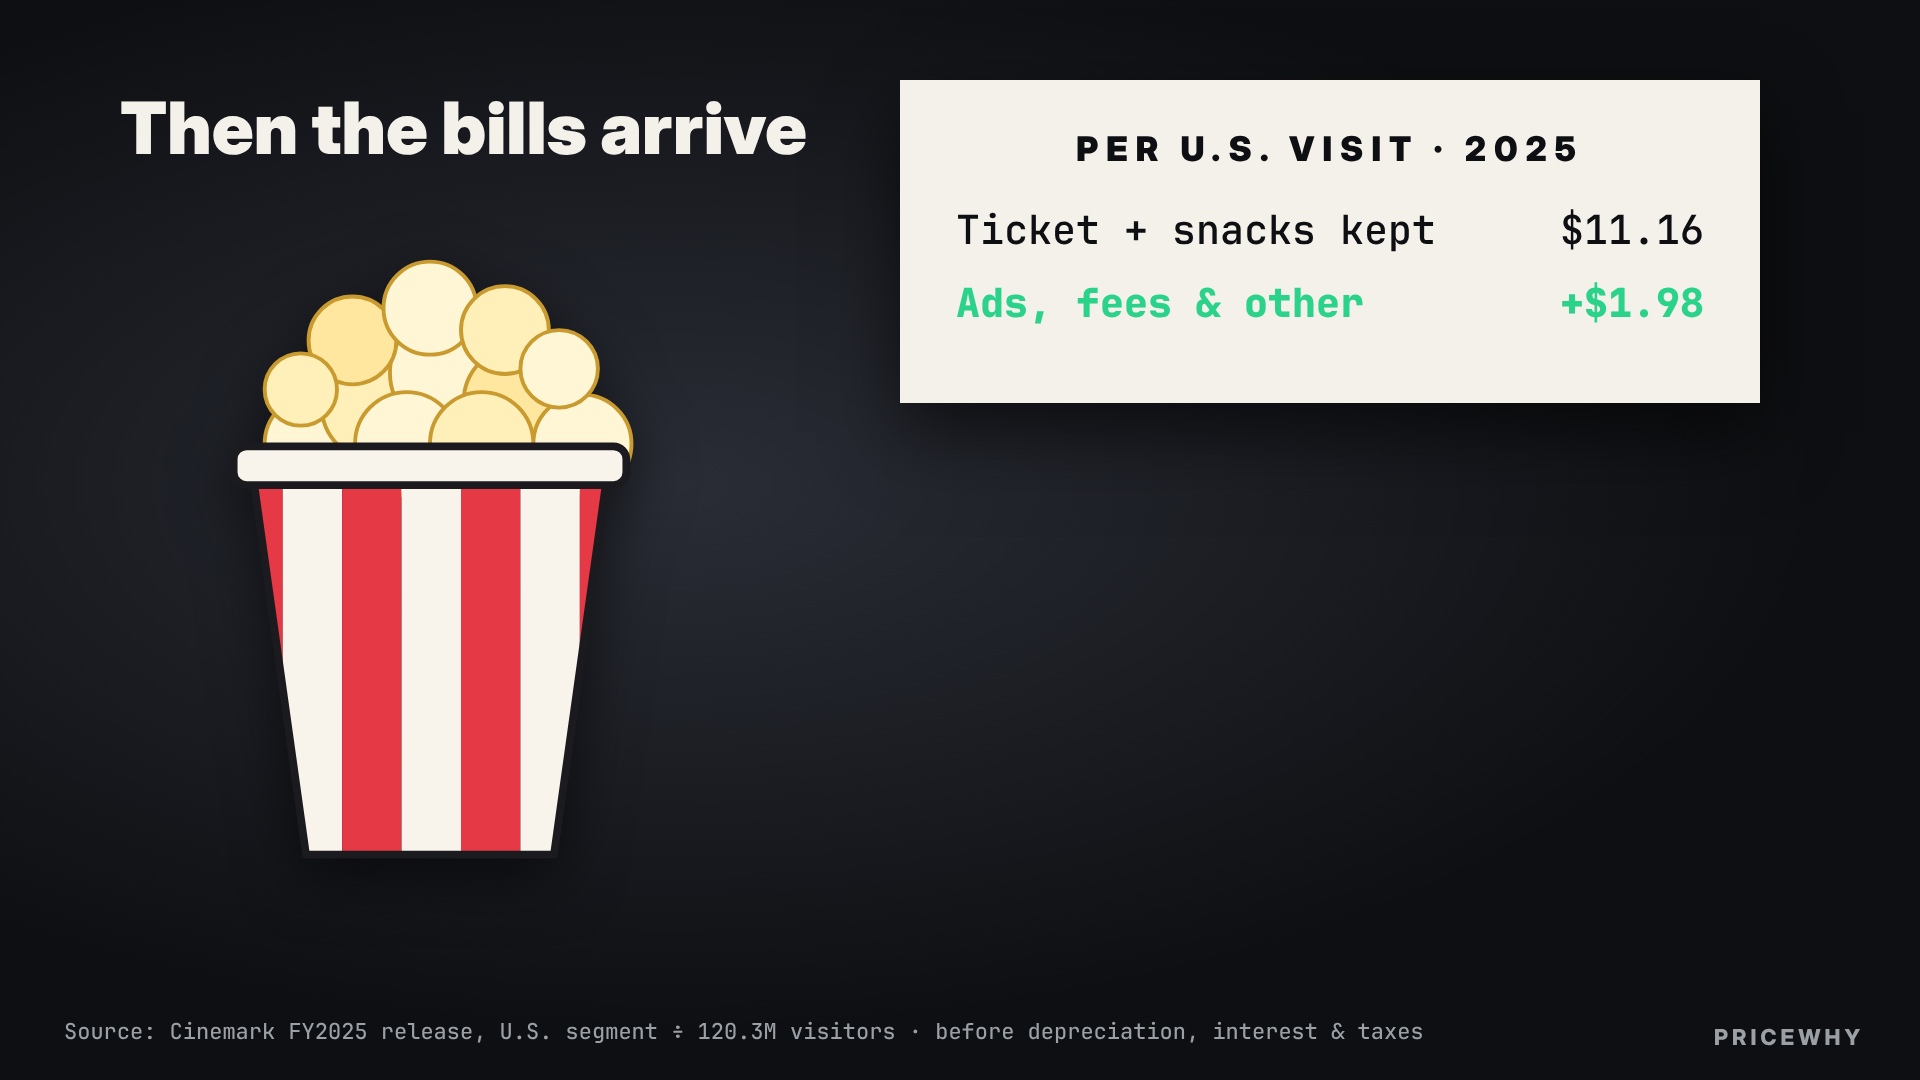 Then the bills arrive
PER U.S. VISIT · 2025
Ticket + snacks kept $11.16
Ads, fees & other +$1.98
Source: Cinemark FY2025 release, U.S. segment ÷ 120.3M visitors · before depreciation, interest & taxes
PRICEWHY